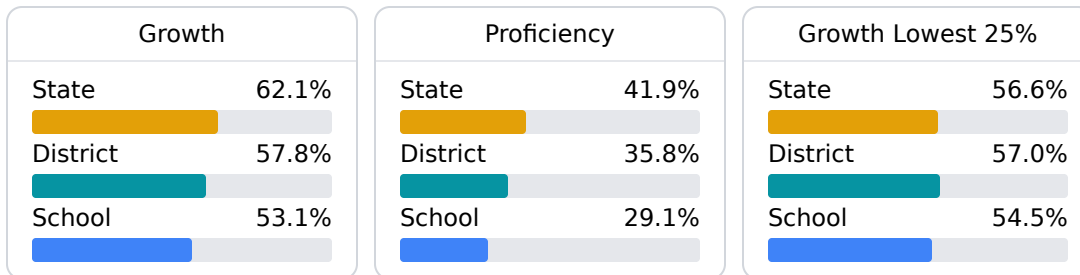 Growth
State 62.1%
District 57.8%
School 53.1%
Proficiency
State 41.9%
District 35.8%
School 29.1%
Growth Lowest 25%
State 56.6%
District 57.0%
School 54.5%